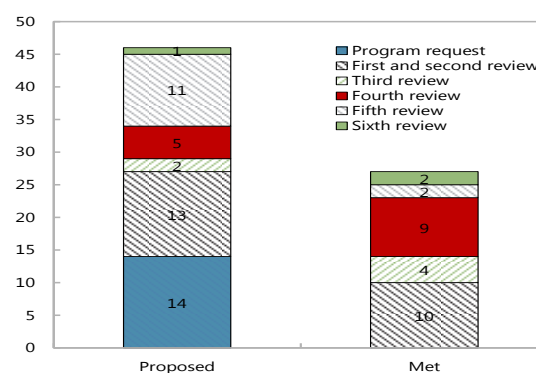 50
45
40
35
30
25
20
15
10
5
0
1
11
5
2
13
14
2
2
9
4
10
Program request
First and second review
Third review
Fourth review
Fifth review
Sixth review
Proposed
Met